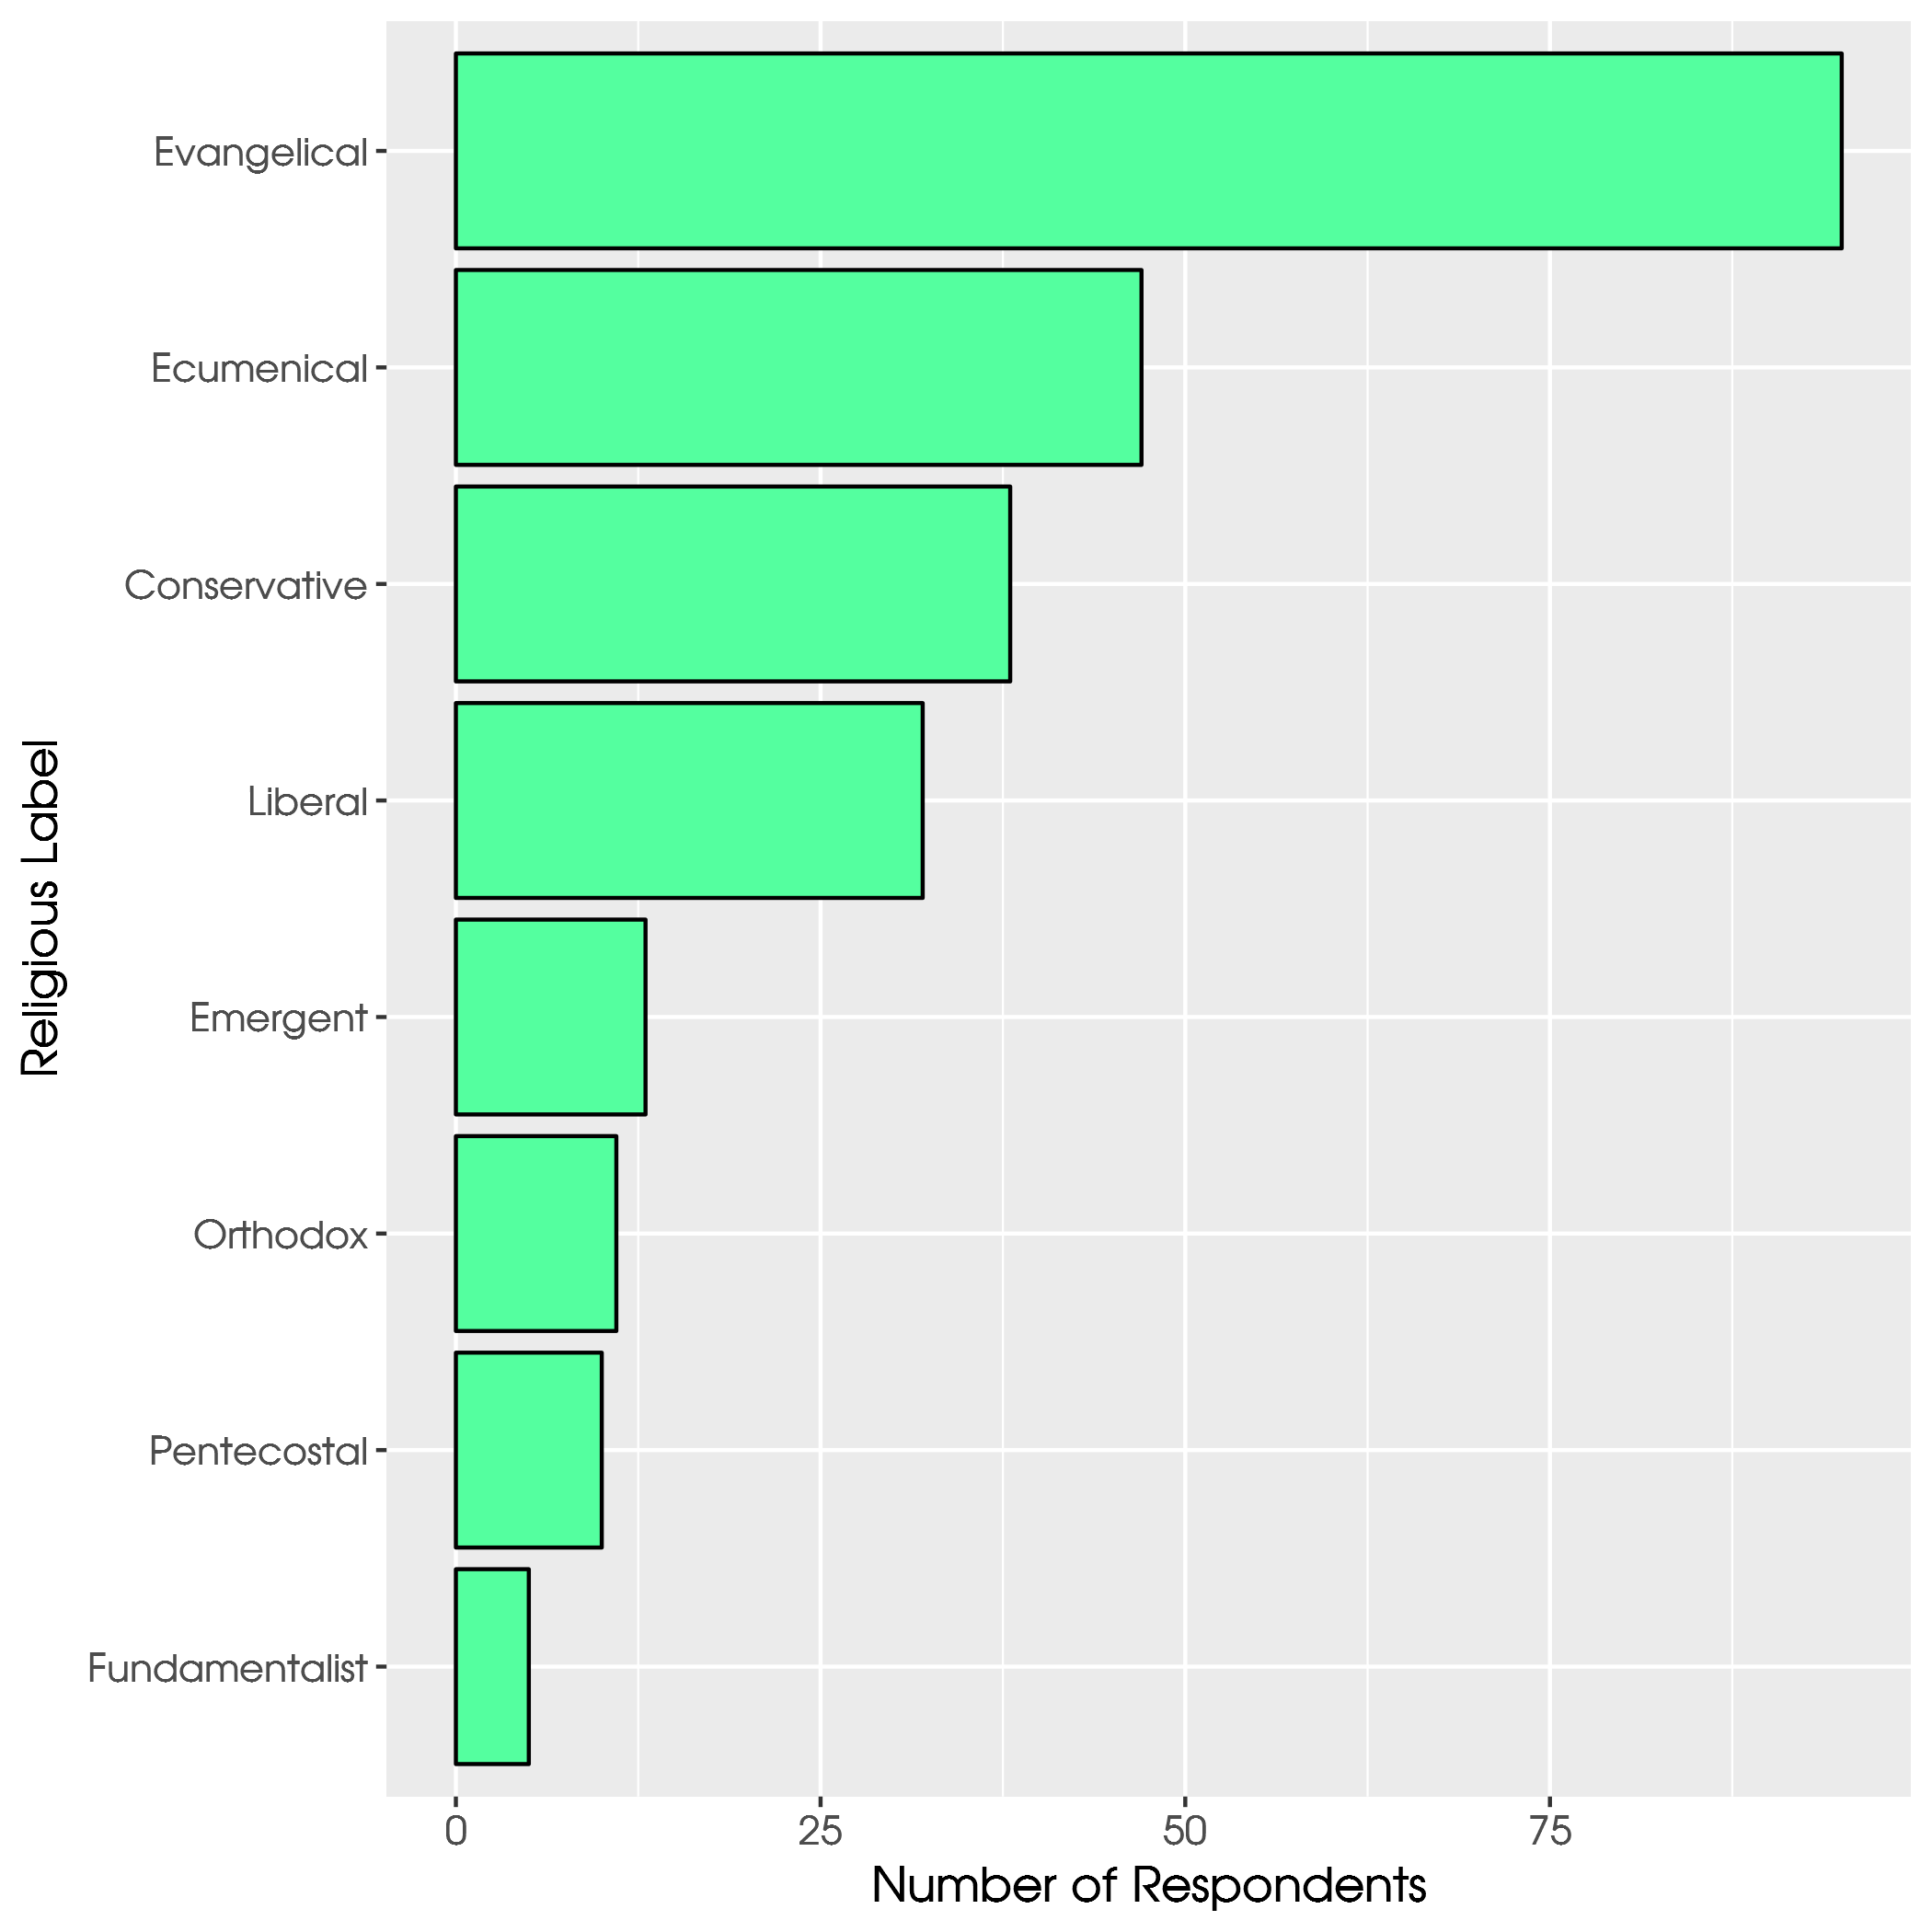 Evangelical
Ecumenical
Conservative
Liberal
Emergent
Orthodox
Pentecostal
Fundamentalist
Religious Label
0 25 50 75
Number of Respondents